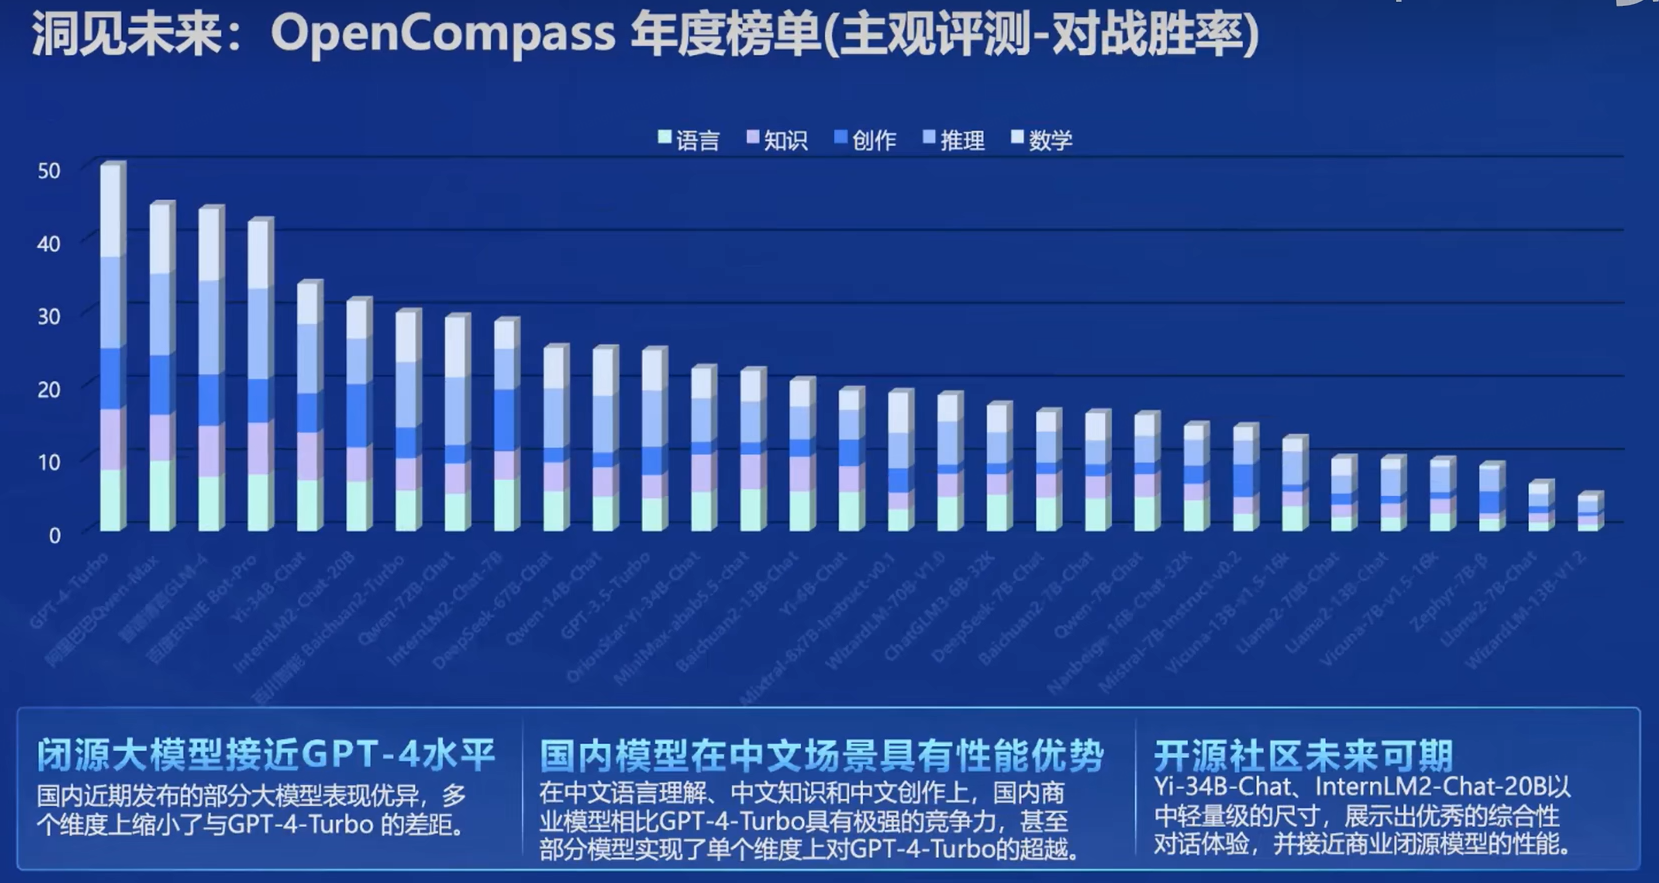 洞见未来：OpenCompass 年度榜单(主观评测-对战胜率)
语言 知识 创作 推理 数学
50
40
30
20
10
0
GPT-4-Turbo
阿里巴巴Qwen-Max
智谱清言GLM-4
百度ERNIE Bot-Pro
Yi-34B-Chat
InternLM2-Chat-20B
百川智能 Baichuan2-Turbo
Qwen-72B-Chat
InternLM2-Chat-7B
DeepSeek-67B-Chat
Qwen-14B-Chat
GPT-3.5-Turbo
OrionStar-Yi-34B-Chat
MiniMax-abab5.5-chat
Baichuan2-13B-Chat
Yi-6B-Chat
Mixtral-8x7B-Instruct-v0.1
WizardLM-70B-V1.0
ChatGLM3-6B-32K
DeepSeek-7B-Chat
Baichuan2-7B-Chat
Qwen-7B-Chat
Nanbeige-16B-Chat-32K
Mistral-7B-Instruct-v0.2
Vicuna-13B-v1.5-16k
Llama2-70B-Chat
Llama2-13B-Chat
Vicuna-7B-v1.5-16k
Zephyr-7B-β
Llama2-7B-Chat
WizardLM-13B-V1.2
闭源大模型接近GPT-4水平
国内近期发布的部分大模型表现优异，多
个维度上缩小了与GPT-4-Turbo 的差距。
国内模型在中文场景具有性能优势
在中文语言理解、中文知识和中文创作上，国内商
业模型相比GPT-4-Turbo具有极强的竞争力，甚至
部分模型实现了单个维度上对GPT-4-Turbo的超越。
开源社区未来可期
Yi-34B-Chat、InternLM2-Chat-20B以
中轻量级的尺寸，展示出优秀的综合性
对话体验，并接近商业闭源模型的性能。